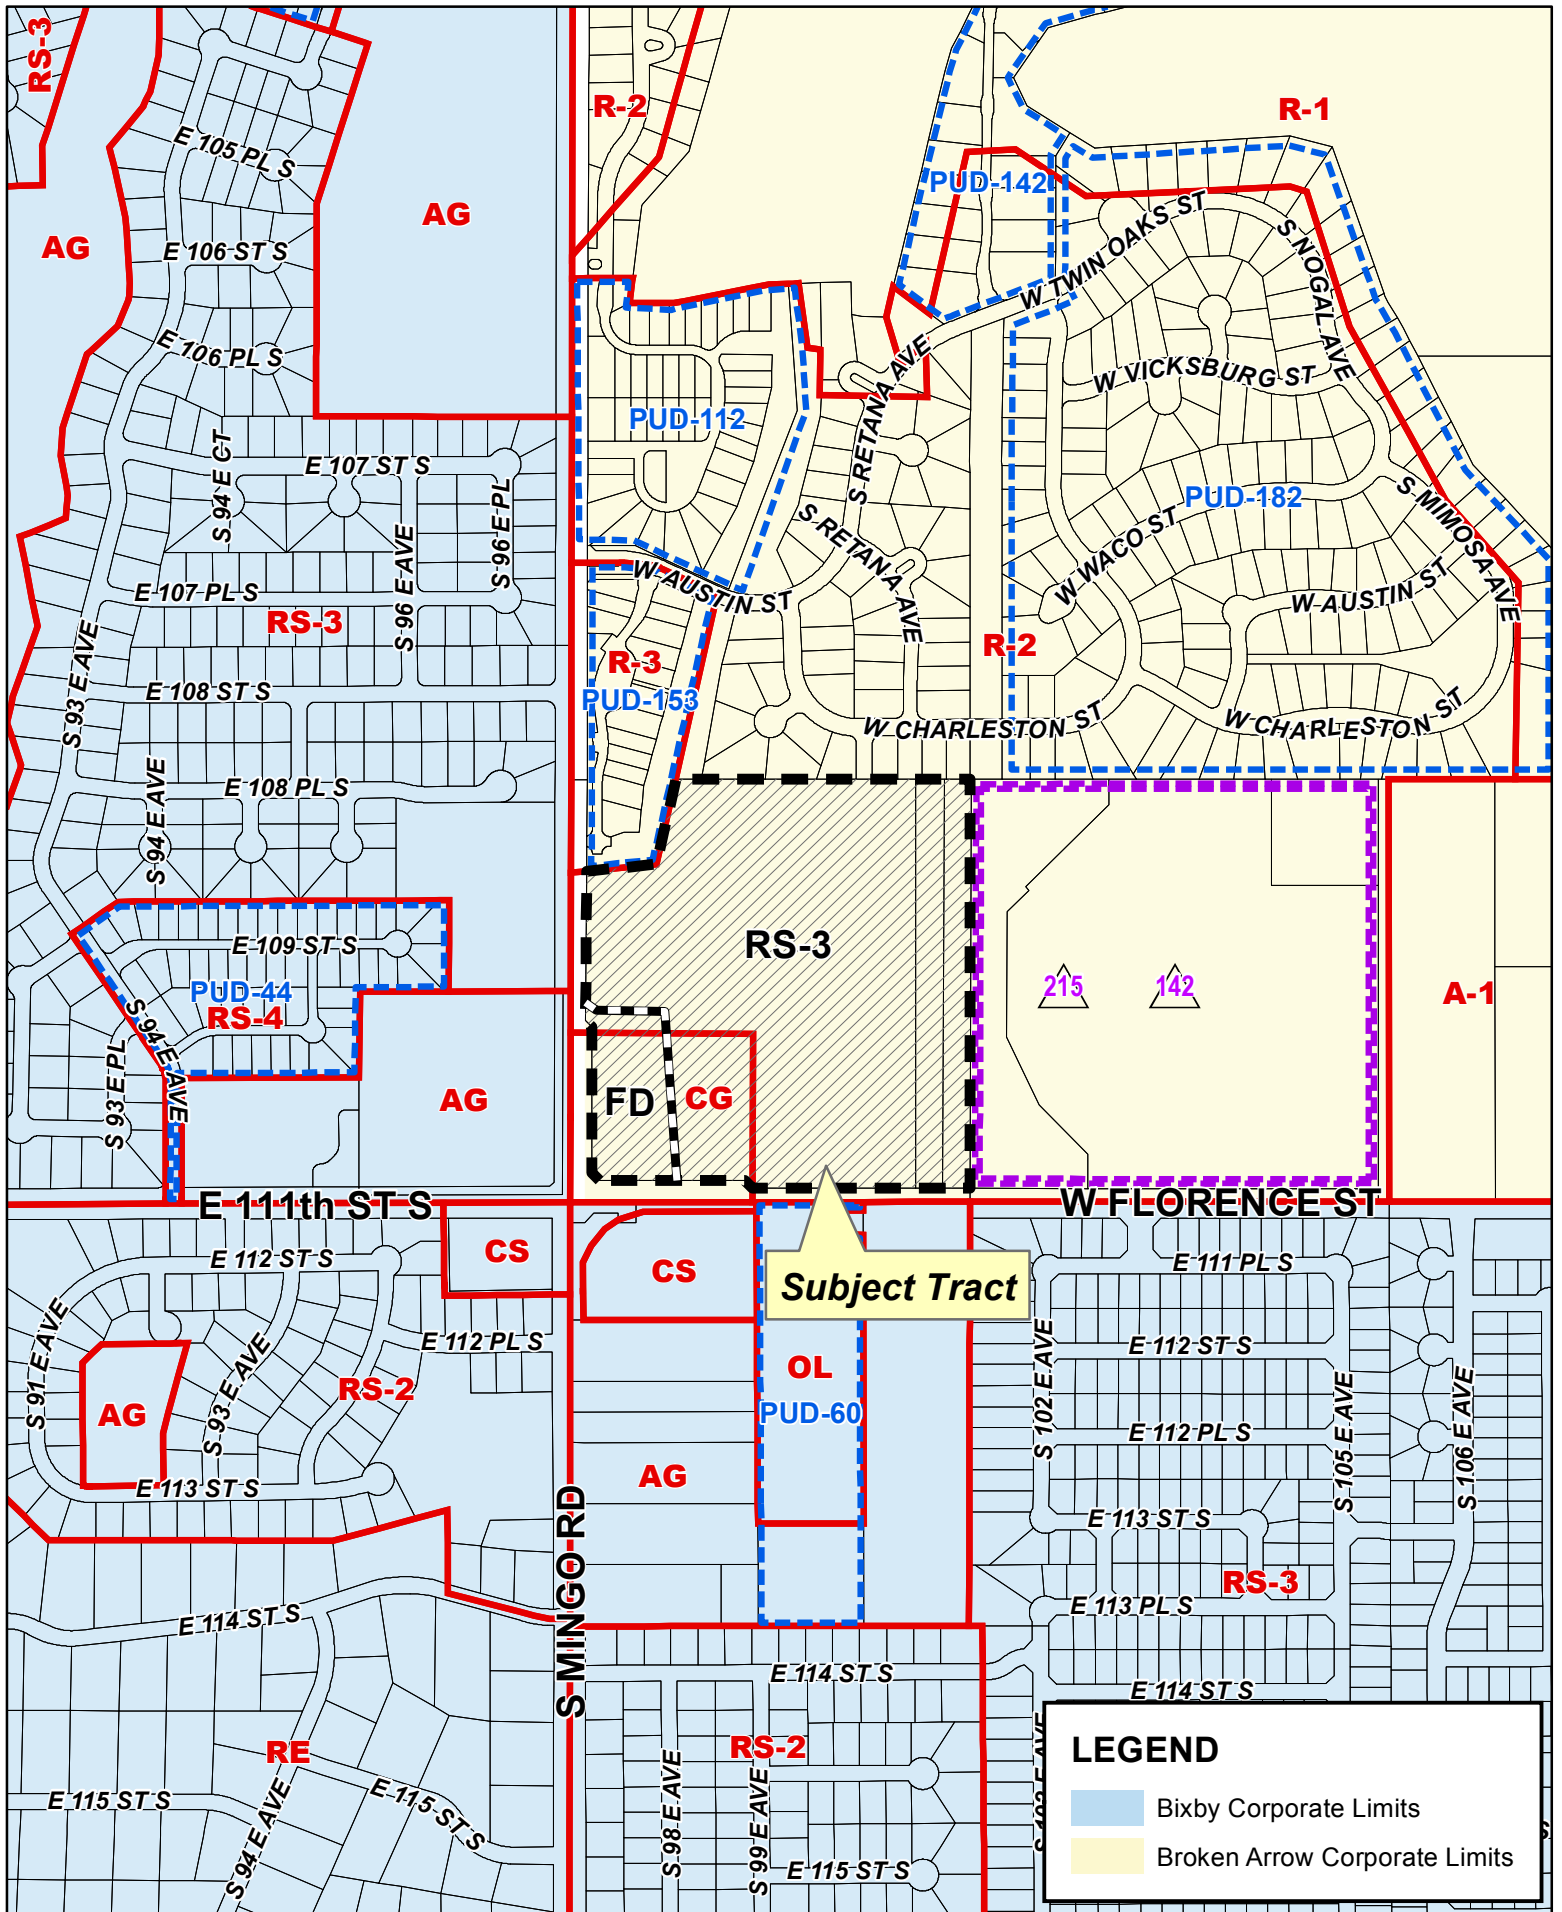 RS-3
E 105 PL S
R-2
R-1
PUD-142
AG
AG
E 106 ST S
W TWIN OAKS ST
S NOGAL AVE
E 106 PL S
S RETANA AVE
W VICKSBURG ST
PUD-112
S 94 E CT
E 107 ST S
S 96 E PL
S 96 E AVE
S RETANA AVE
PUD-182
S MIMOSA AVE
W WACO ST
W AUSTIN ST
W AUSTIN ST
E 107 PL S
RS-3
R-3
R-2
PUD-153
S 93 E AVE
E 108 ST S
W CHARLESTON ST
W CHARLESTON ST
E 108 PL S
S 94 E AVE
RS-3
E 109 ST S
PUD-44
RS-4
S 94 E AVE
S 93 E PL
215
142
A-1
AG
FD
CG
E 111th ST S
W FLORENCE ST
E 112 ST S
CS
CS
Subject Tract
E 111 PL S
S 91 E AVE
S 93 E AVE
E 112 PL S
RS-2
AG
OL
PUD-60
S 102 E AVE
E 112 ST S
S 105 E AVE
S 106 E AVE
E 112 PL S
E 113 ST S
AG
S MINGO RD
E 113 ST S
RS-3
E 113 PL S
E 114 ST S
E 114 ST S
E 114 ST S
RE
RS-2
S 98 E AVE
S 99 E AVE
E 115 ST S
E 115 ST S
S 94 E AVE
E 115 ST S
LEGEND
Bixby Corporate Limits
Broken Arrow Corporate Limits